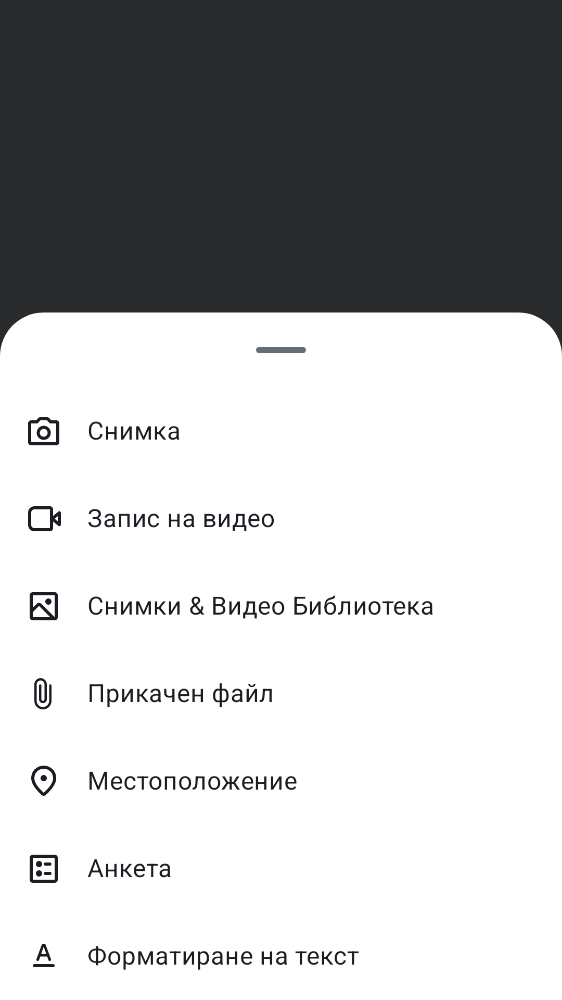 Снимка
Запис на видео
Снимки & Видео Библиотека
Прикачен файл
Местоположение
Анкета
Форматиране на текст